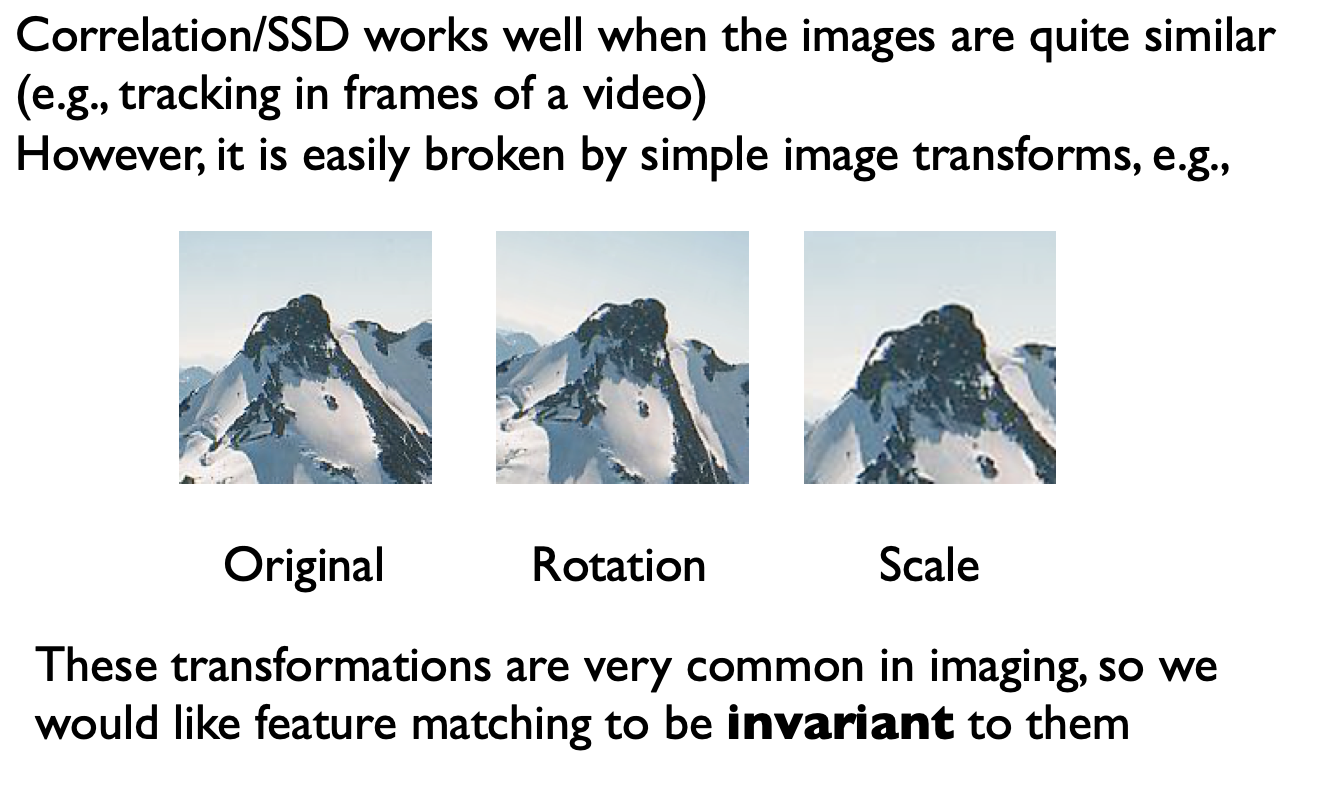 Correlation/SSD works well when the images are quite similar
(e.g., tracking in frames of a video)
However, it is easily broken by simple image transforms, e.g.,
Original
Rotation
Scale
These transformations are very common in imaging, so we
would like feature matching to be invariant to them